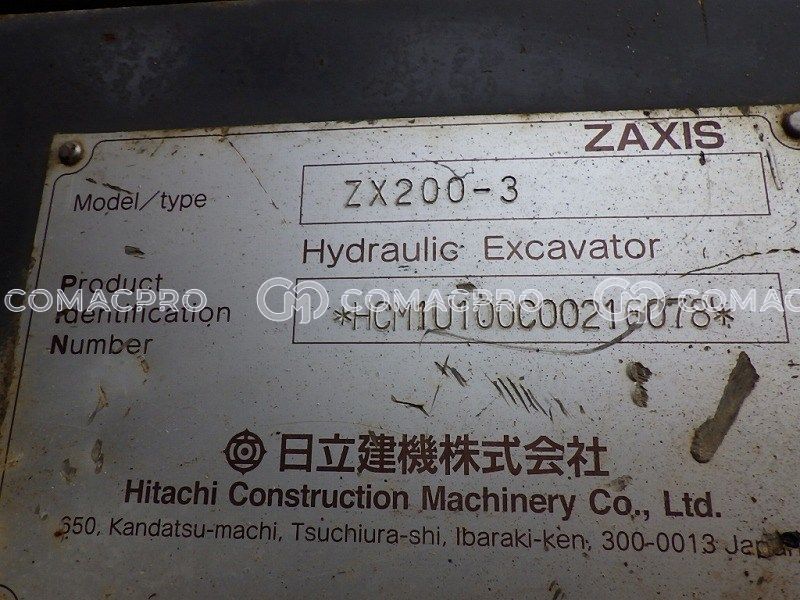 ZAXIS
Model/type ZX200-3
Hydraulic Excavator
Product
Identification
Number
COMACPRO COMACPRO COMAC
日立建機株式会社
Hitachi Construction Machinery Co., Ltd.
650, Kandatsu-machi, Tsuchiura-shi, Ibaraki-ken, 300-0013 Japan